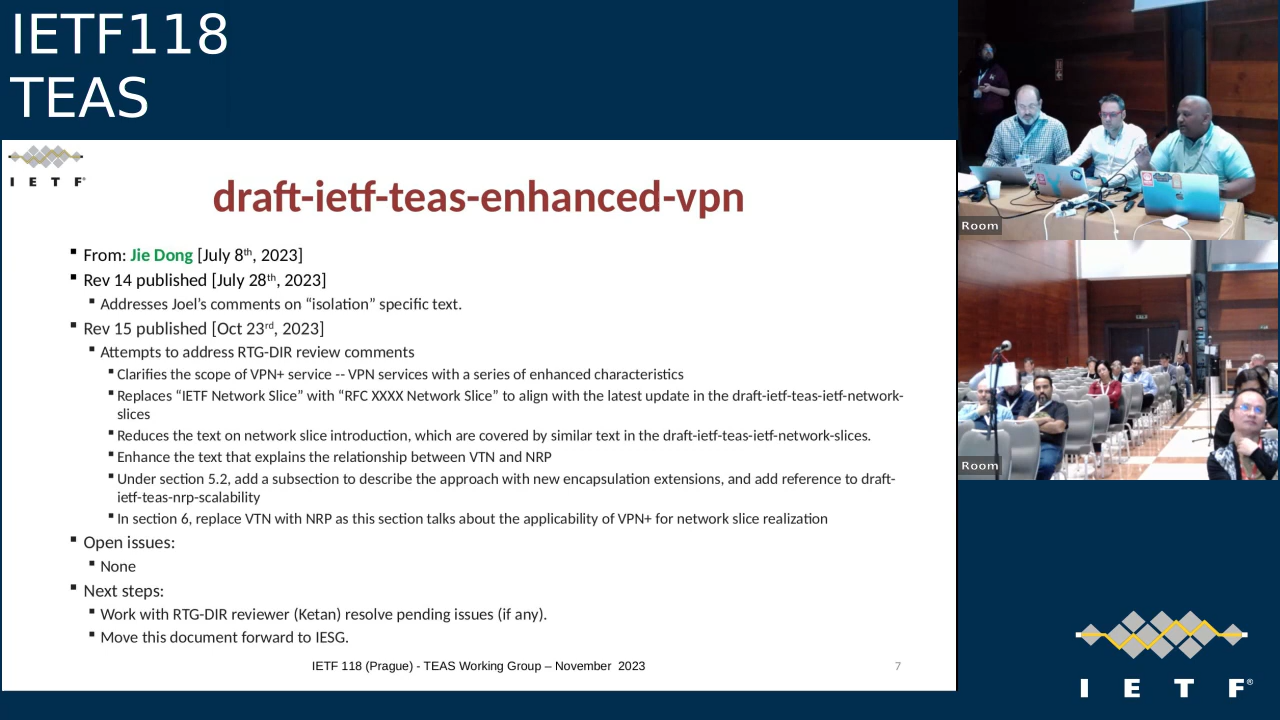 IETF118
TEAS
I E T F®
draft-ietf-teas-enhanced-vpn
From: Jie Dong [July 8th, 2023]
Rev 14 published [July 28th, 2023]
Addresses Joel’s comments on “isolation” specific text.
Rev 15 published [Oct 23rd, 2023]
Attempts to address RTG-DIR review comments
Clarifies the scope of VPN+ service -- VPN services with a series of enhanced characteristics
Replaces “IETF Network Slice” with “RFC XXXX Network Slice” to align with the latest update in the draft-ietf-teas-ietf-network-
slices
Reduces the text on network slice introduction, which are covered by similar text in the draft-ietf-teas-ietf-network-slices.
Enhance the text that explains the relationship between VTN and NRP
Under section 5.2, add a subsection to describe the approach with new encapsulation extensions, and add reference to draft-
ietf-teas-nrp-scalability
In section 6, replace VTN with NRP as this section talks about the applicability of VPN+ for network slice realization
Open issues:
None
Next steps:
Work with RTG-DIR reviewer (Ketan) resolve pending issues (if any).
Move this document forward to IESG.
IETF 118 (Prague) - TEAS Working Group – November 2023
7
Room
Room
I E T F®